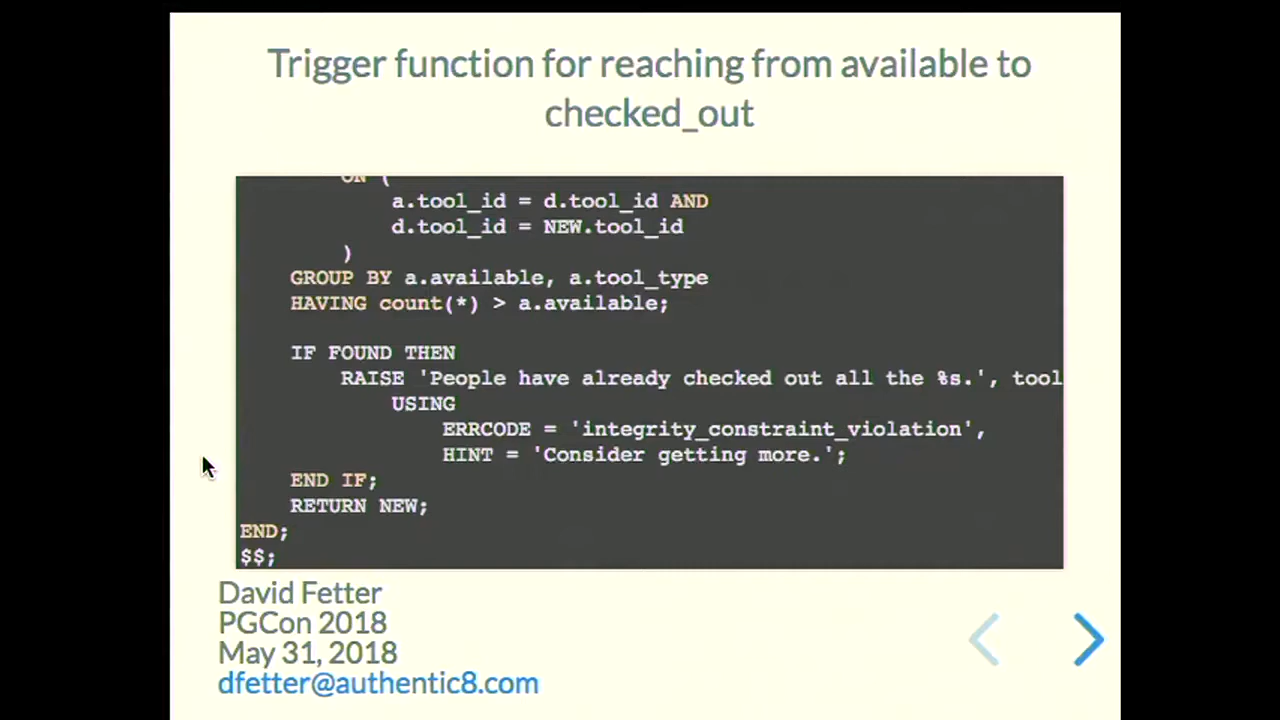 Trigger function for reaching from available to
checked_out
ON (
a.tool_id = d.tool_id AND
d.tool_id = NEW.tool_id
)
GROUP BY a.available, a.tool_type
HAVING count(*) > a.available;
IF FOUND THEN
RAISE 'People have already checked out all the %s.', tool
USING
ERRCODE = 'integrity_constraint_violation',
HINT = 'Consider getting more.';
END IF;
RETURN NEW;
END;
$$;
David Fetter
PGCon 2018
May 31, 2018
dfetter@authentic8.com